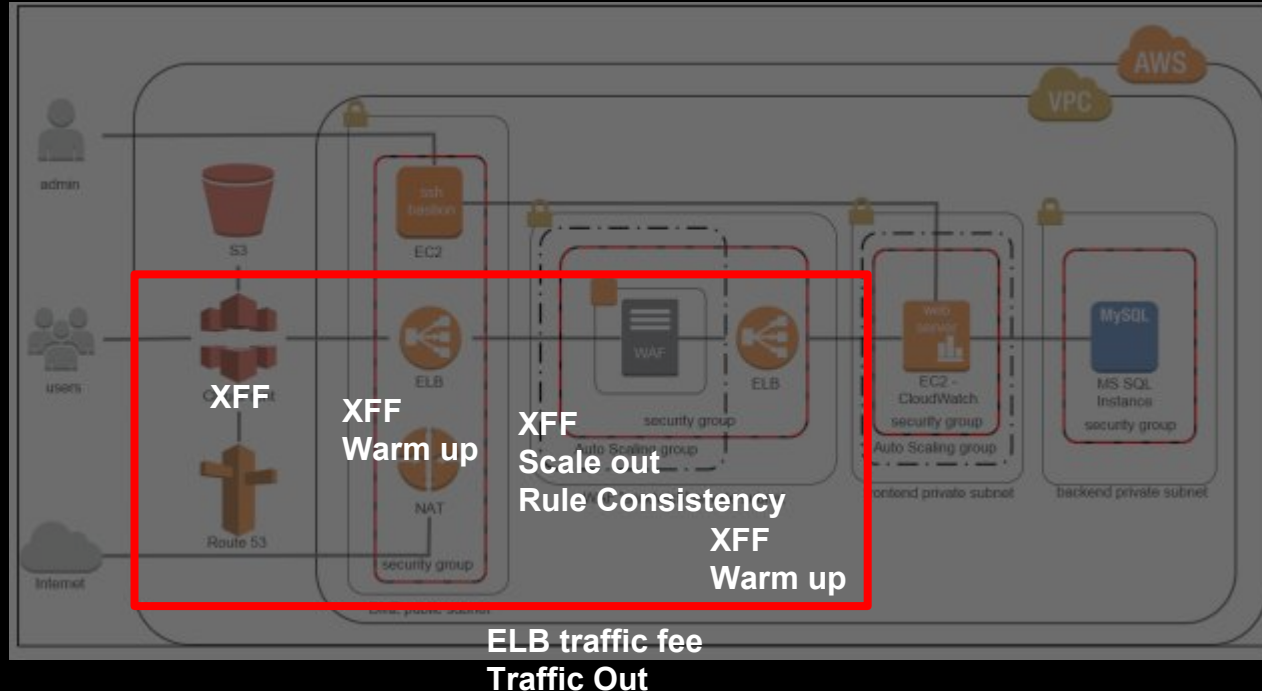 AWS
VPC
admin
ssh
bastion
S3
EC2
MySQL
web
server
WAF
users
ELB
ELB
EC2 -
CloudWatch
MS SQL
Instance
XFF
XFF
Warm up
XFF
Scale out
Rule Consistency
XFF
Warm up
security group
Auto Scaling group
security group
Auto Scaling group
security group
frontend private subnet
backend private subnet
NAT
Route 53
security group
Internet
public subnet
ELB traffic fee
Traffic Out